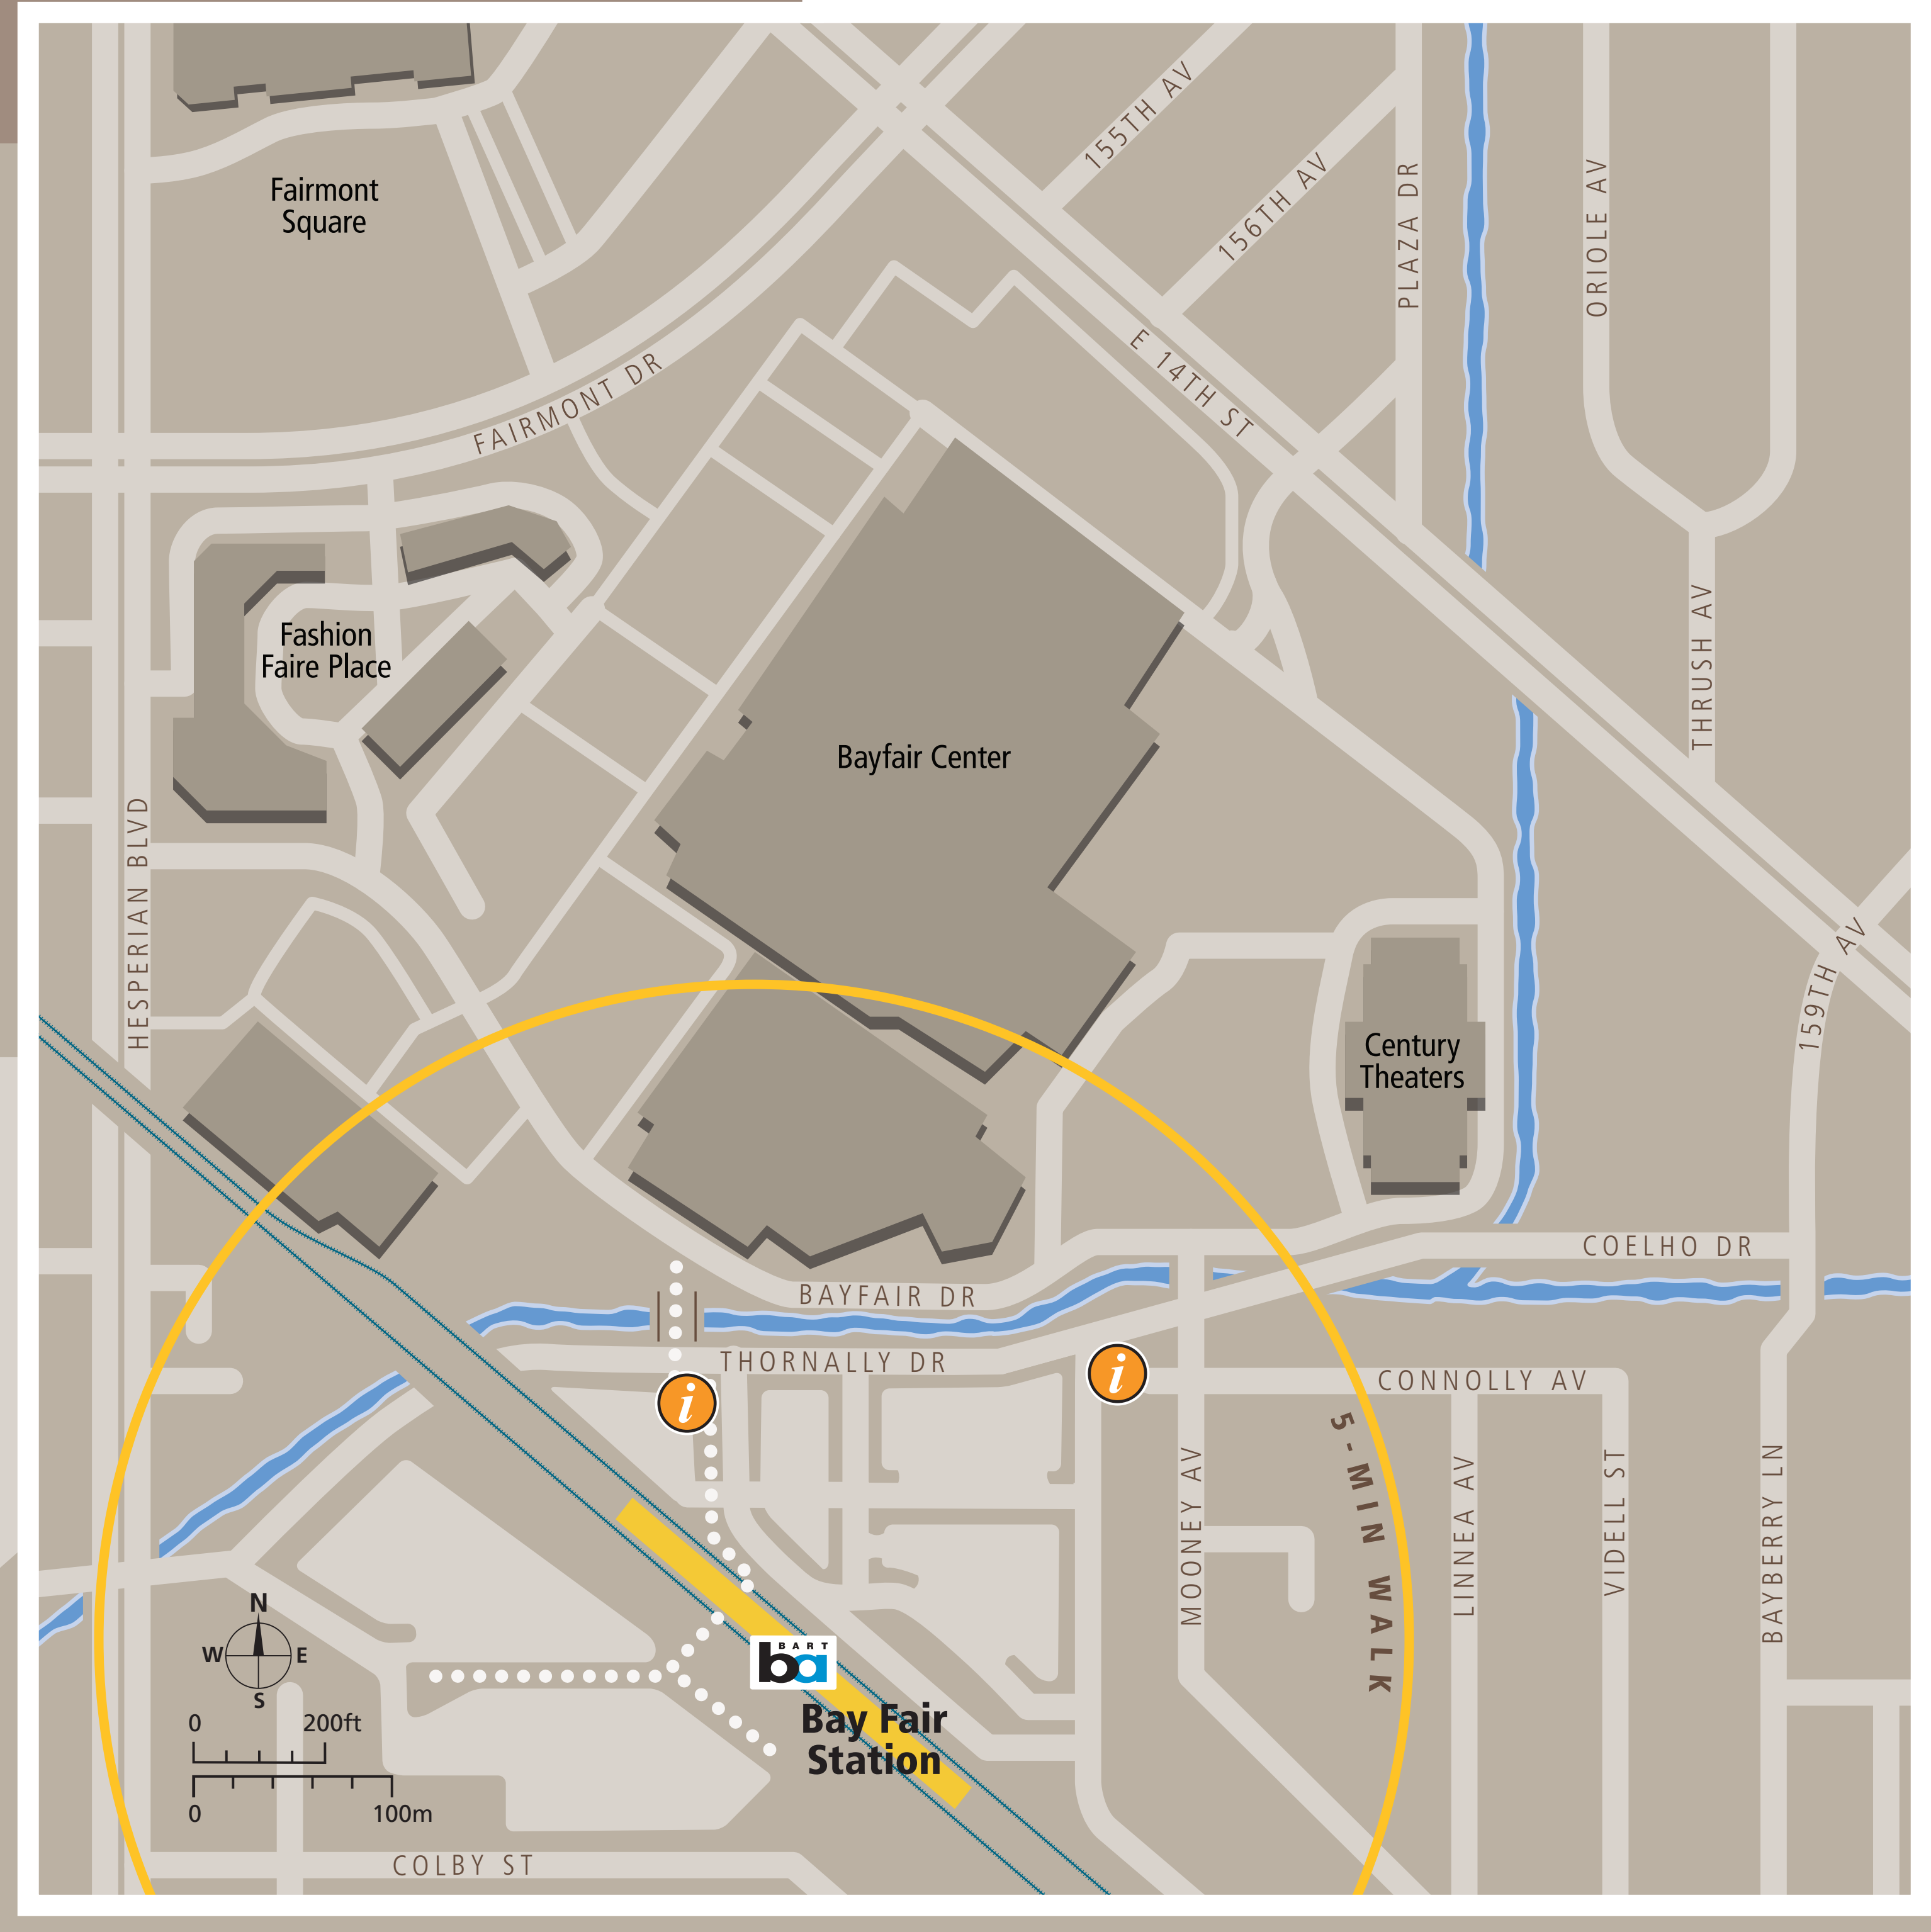 155TH AV
156TH AV
PLAZA DR
ORIOLE AV
Fairmont
Square
E 14TH ST
FAIRMONT DR
THRUSH AV
Fashion
Faire Place
Bayfair Center
HESPERIAN BLVD
159TH AV
Century
Theaters
COELHO DR
BAYFAIR DR
THORNALLY DR
i
i
CONNOLLY AV
5-MIN WALK
MOONEY AV
LINNEA AV
VIDELL ST
BAYBERRY LN
N
W E
S
BART
ba
Bay Fair
Station
0 200ft
0 100m
COLBY ST